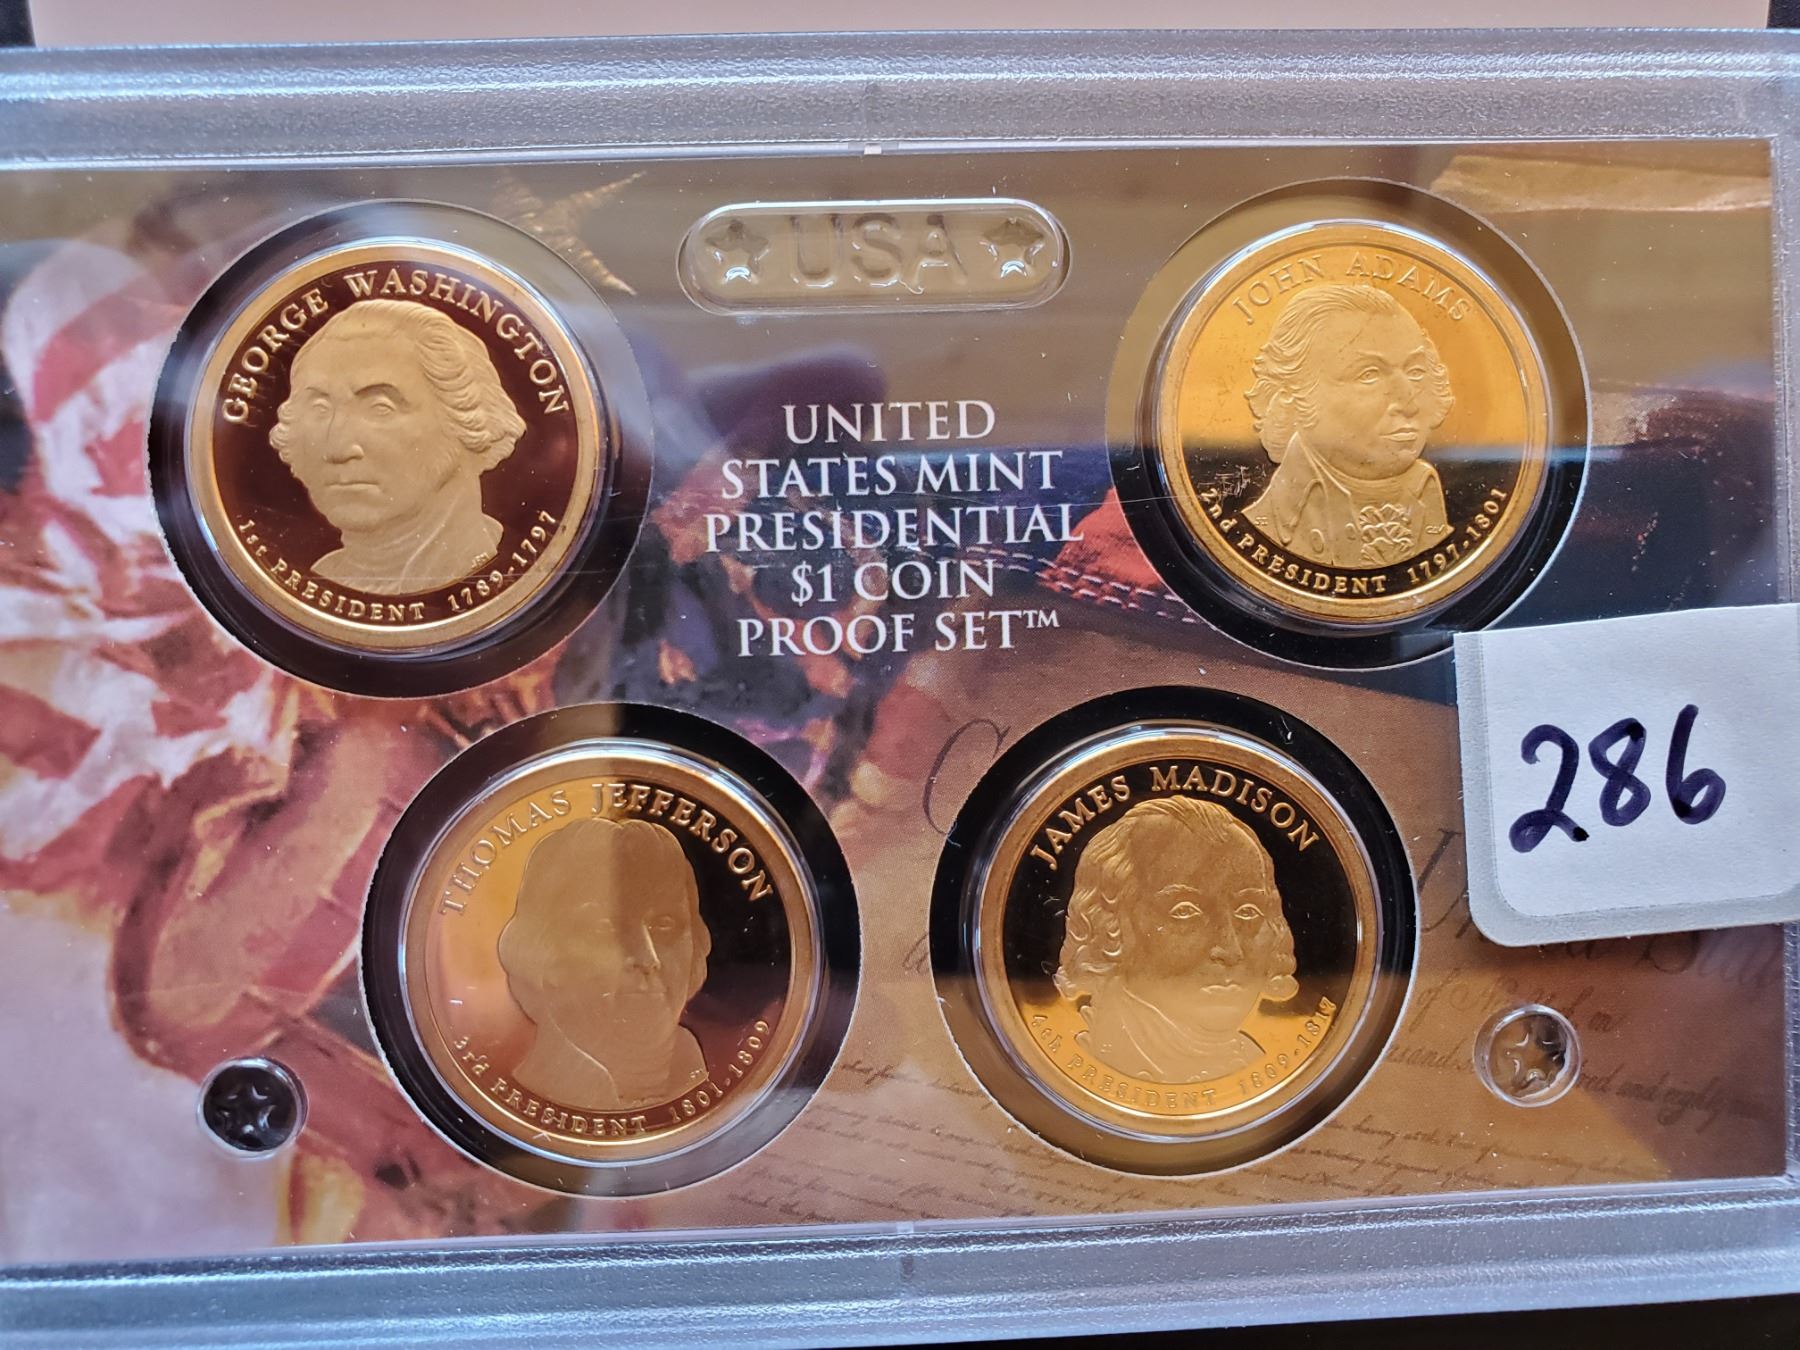 USA
GEORGE WASHINGTON
1st PRESIDENT 1789-1797
JOHN ADAMS
2nd PRESIDENT 1797-1801
UNITED
STATES MINT
PRESIDENTIAL
$1 COIN
PROOF SET™
286
THOMAS JEFFERSON
3rd PRESIDENT 1801-1809
JAMES MADISON
4th PRESIDENT 1809-1817